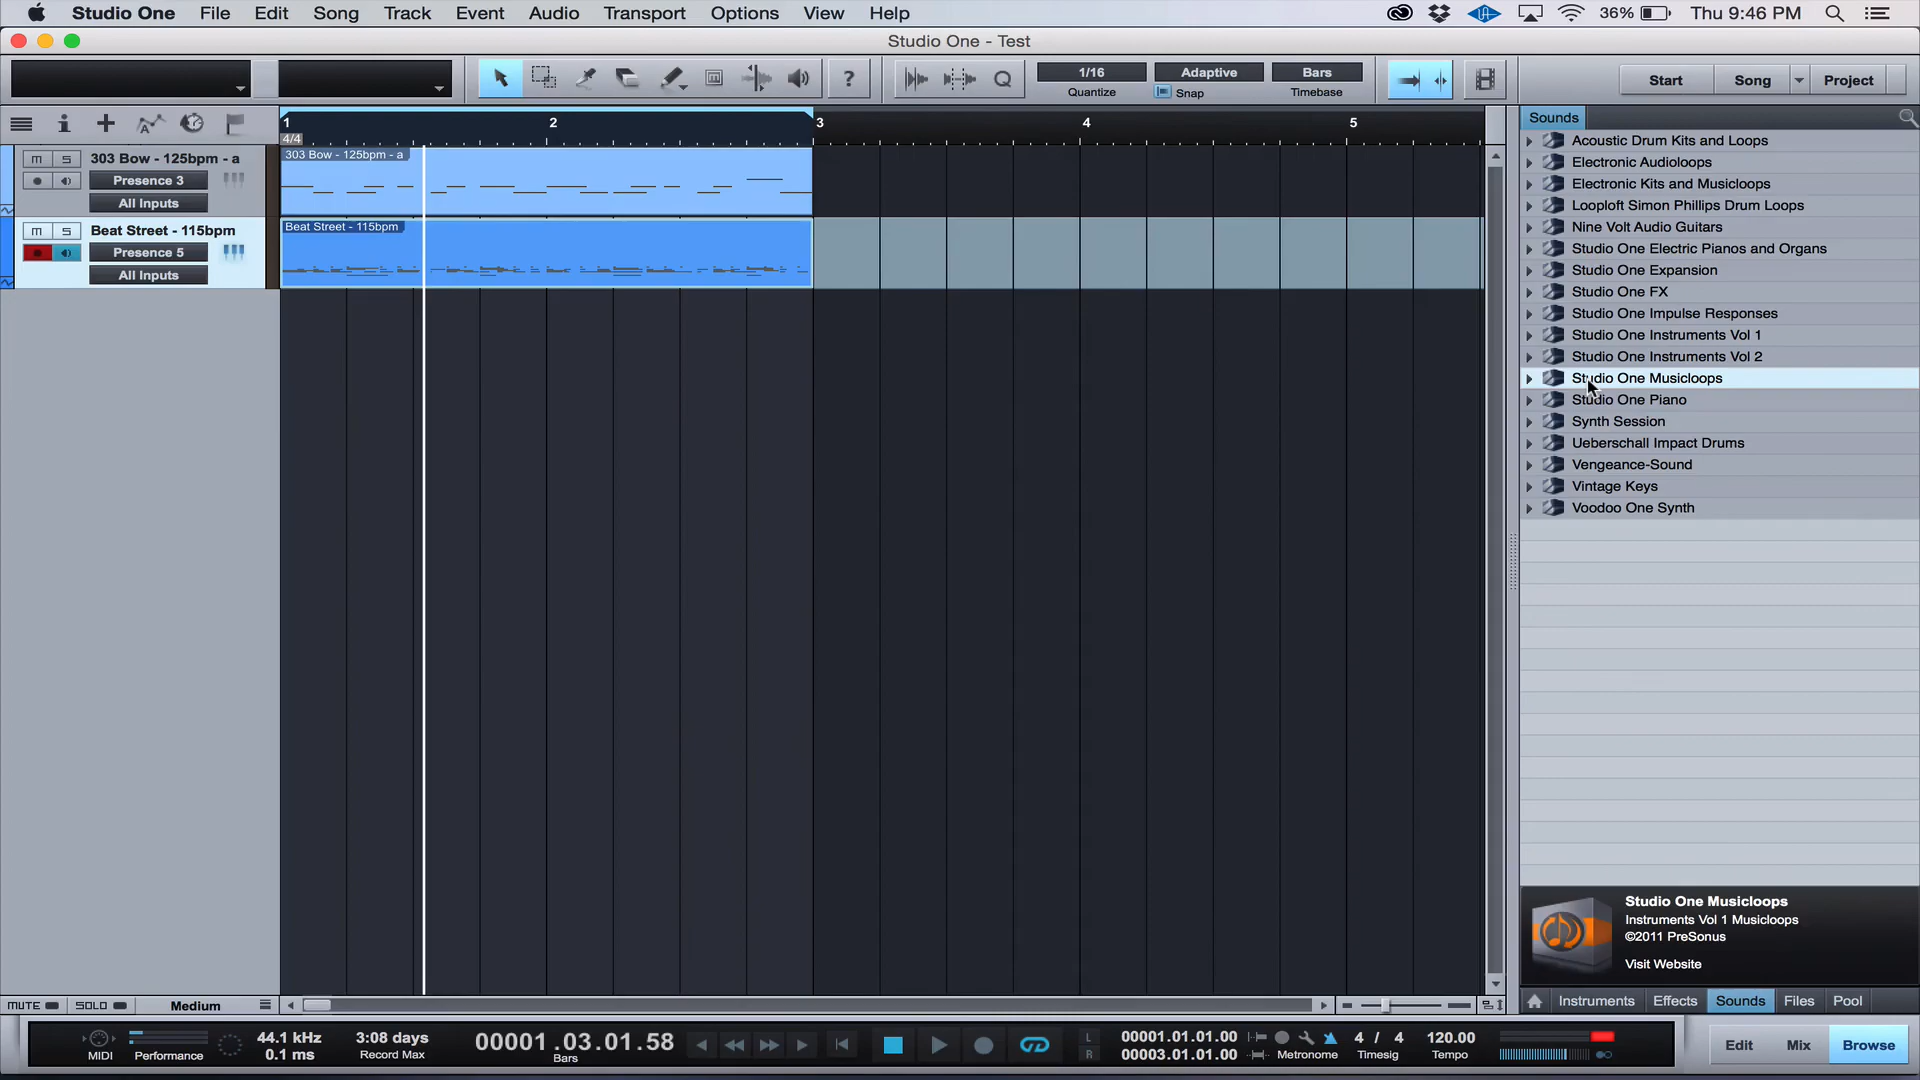 Studio One File Edit Song Track Event Audio Transport Options View Help 36% Thu 9:46 PM
Studio One - Test
? Q 1/16 Quantize Adaptive Snap Bars Timebase Start Song Project
1 2 3 4 5
4/4
M S 303 Bow - 125bpm - a
Presence 3
All Inputs
303 Bow - 125bpm - a
M S Beat Street - 115bpm
Presence 5
All Inputs
Beat Street - 115bpm
Sounds
Acoustic Drum Kits and Loops
Electronic Audioloops
Electronic Kits and Musicloops
Looploft Simon Phillips Drum Loops
Nine Volt Audio Guitars
Studio One Electric Pianos and Organs
Studio One Expansion
Studio One FX
Studio One Impulse Responses
Studio One Instruments Vol 1
Studio One Instruments Vol 2
Studio One Musicloops
Studio One Piano
Synth Session
Ueberschall Impact Drums
Vengeance-Sound
Vintage Keys
Voodoo One Synth
Studio One Musicloops
Instruments Vol 1 Musicloops
©2011 PreSonus
Visit Website
MUTE SOLO Medium
Instruments Effects Sounds Files Pool
MIDI Performance
44.1 kHz
0.1 ms
3:08 days
Record Max
00001.03.01.58
Bars
L 00001.01.01.00
R 00003.01.01.00
Metronome
4 / 4
Timesig
120.00
Tempo
Edit Mix Browse